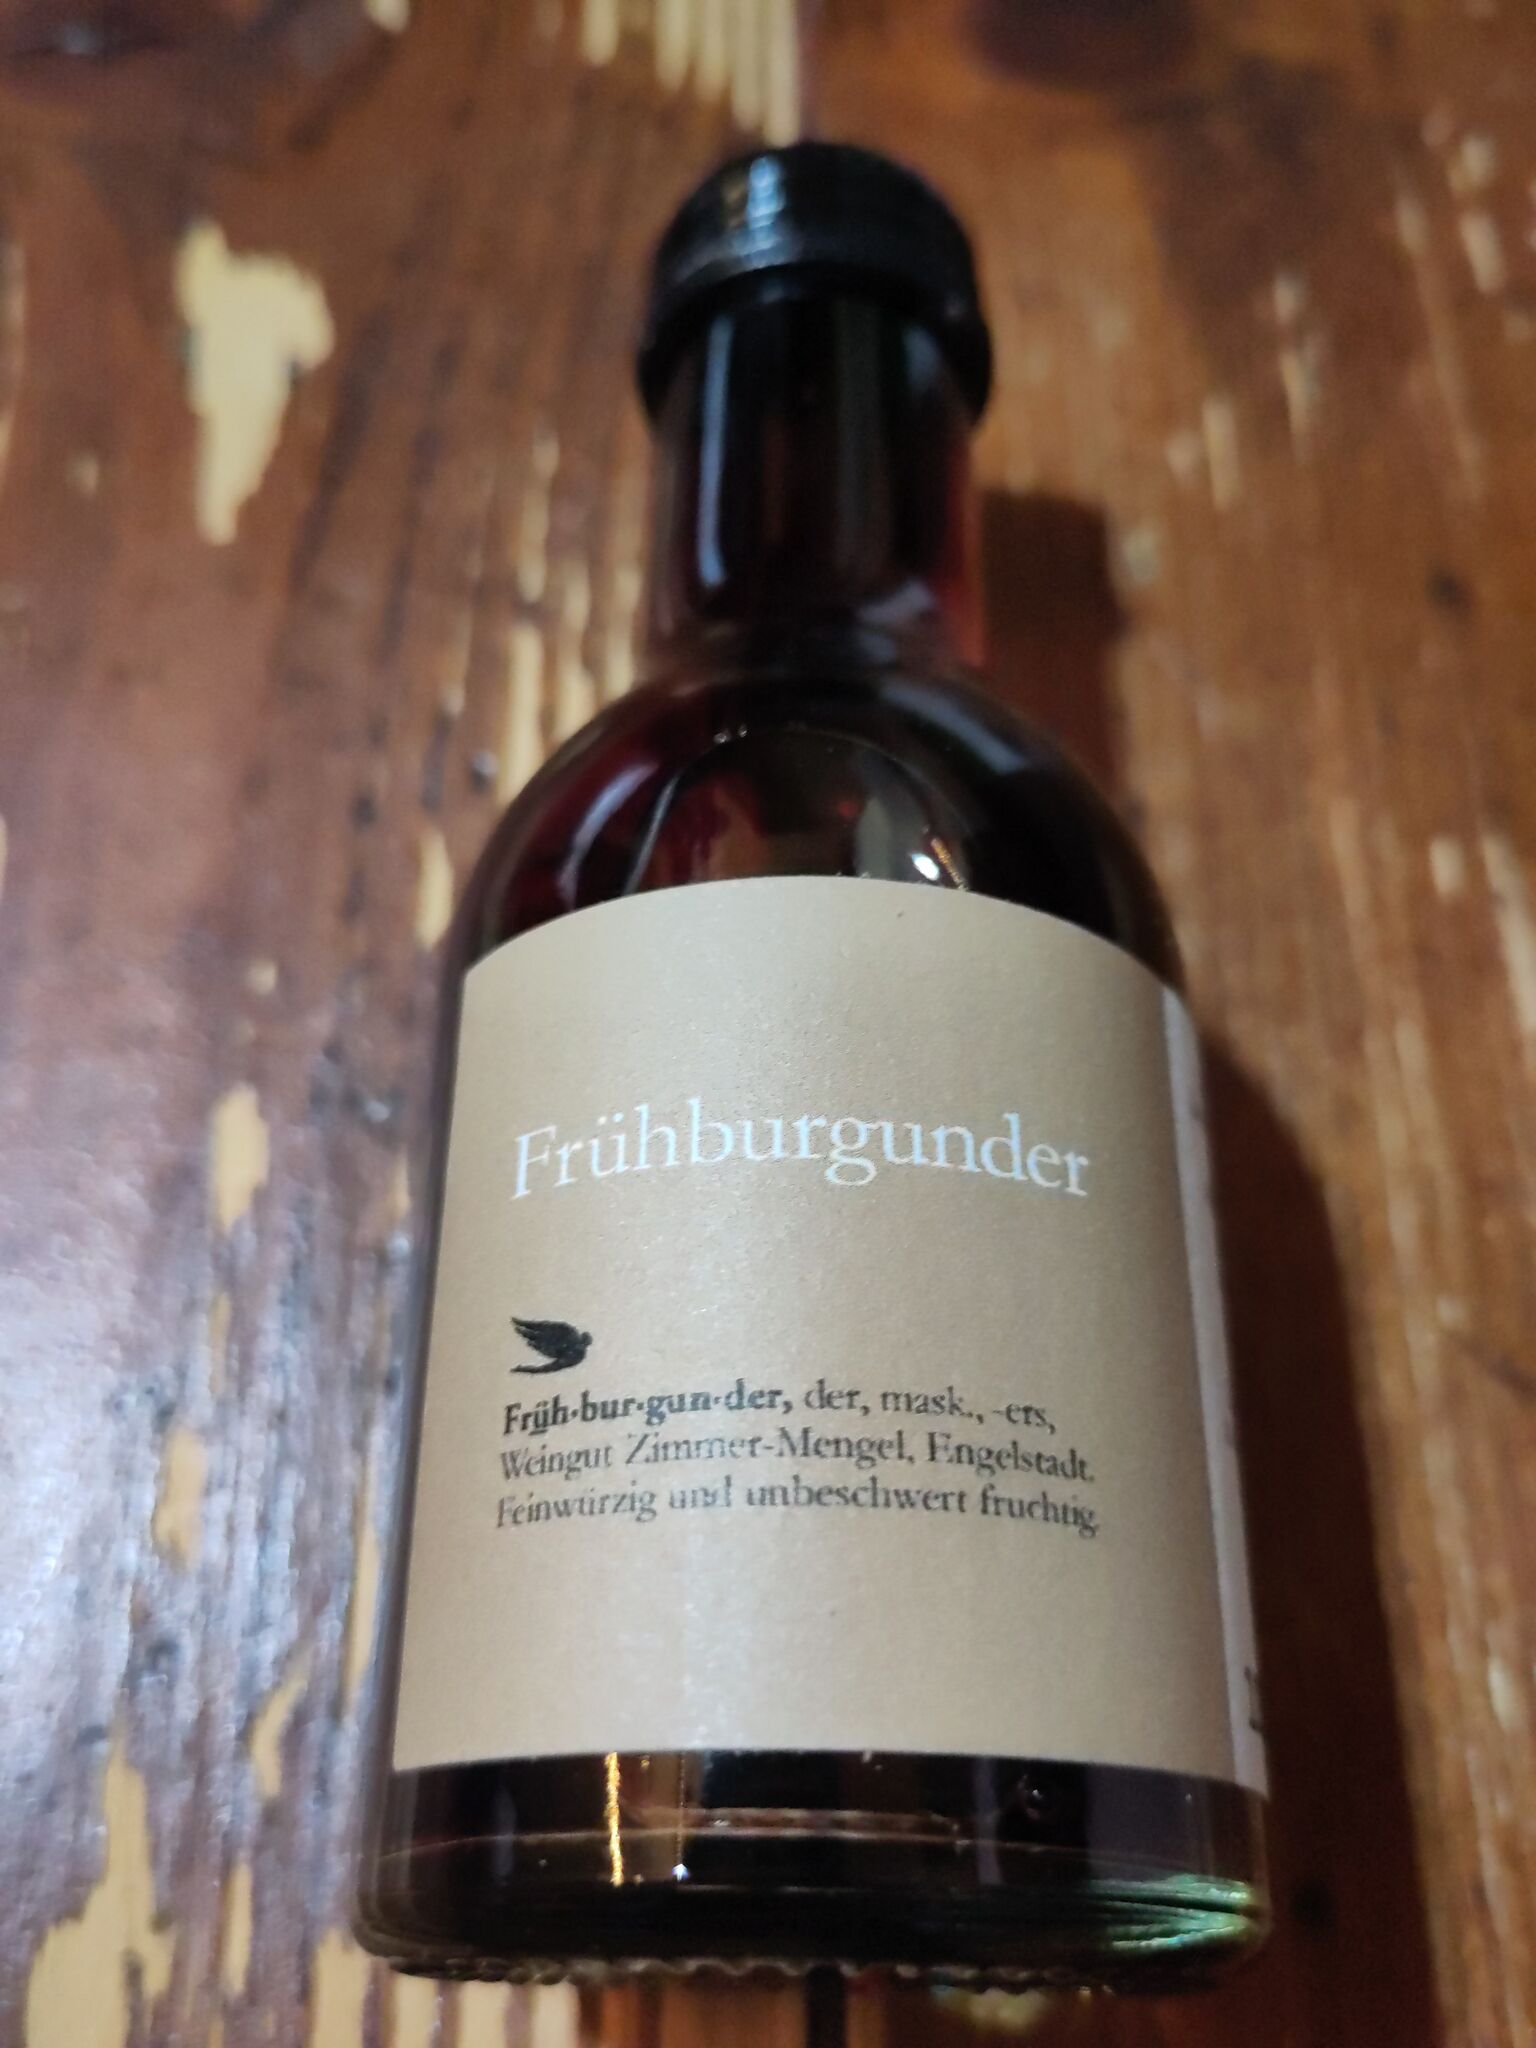 Frühburgunder
Früh·bur·gun·der, der, mask., -ers,
Weingut Zimmer-Mengel, Engelstadt.
Feinwürzig und unbeschwert fruchtig.